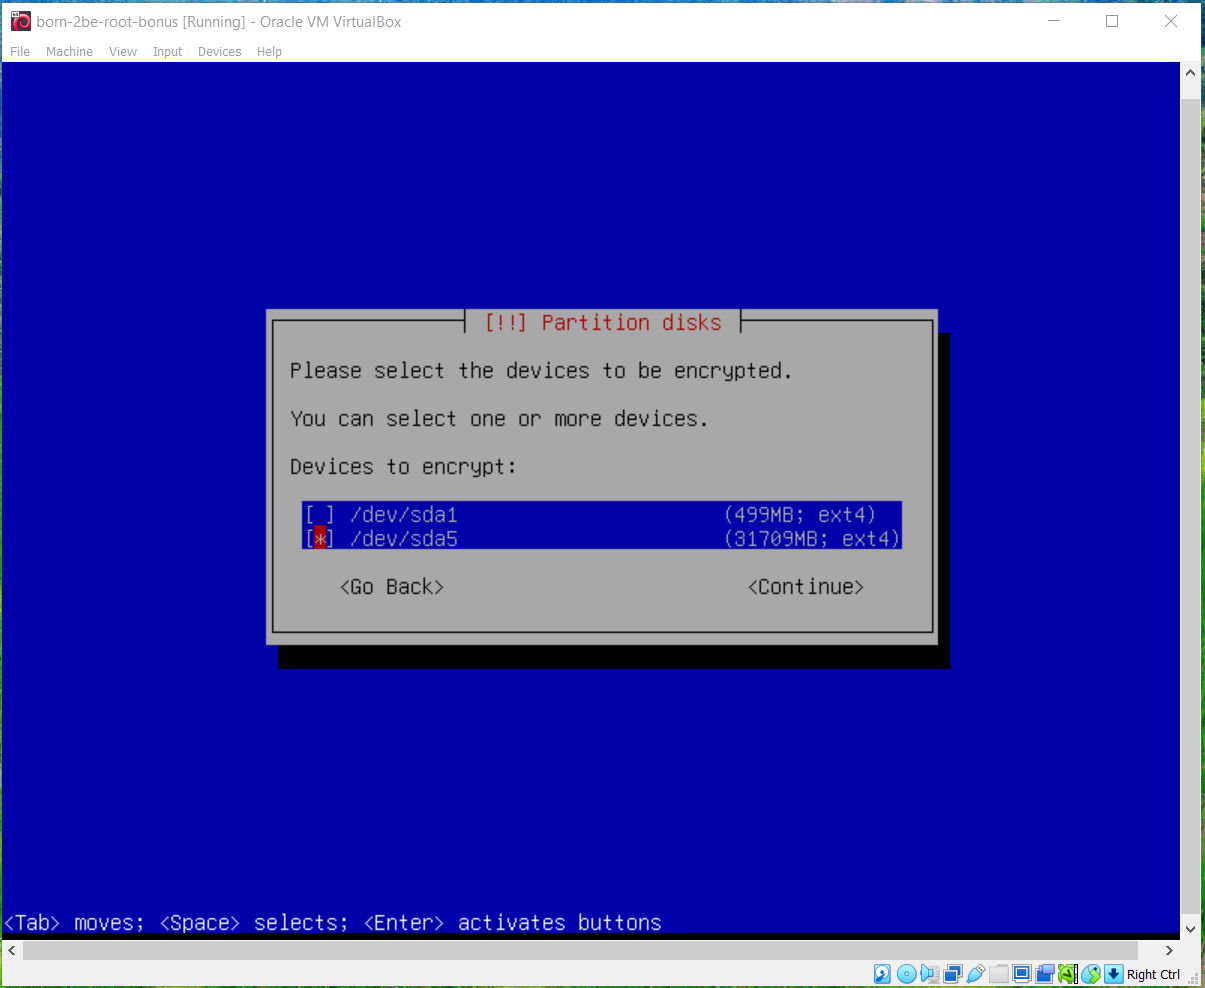 born-2be-root-bonus [Running] - Oracle VM VirtualBox
File Machine View Input Devices Help
[!!] Partition disks
Please select the devices to be encrypted.
You can select one or more devices.
Devices to encrypt:
[ ] /dev/sda1 (499MB; ext4)
[*] /dev/sda5 (31709MB; ext4)
<Go Back> <Continue>
<Tab> moves; <Space> selects; <Enter> activates buttons
Right Ctrl